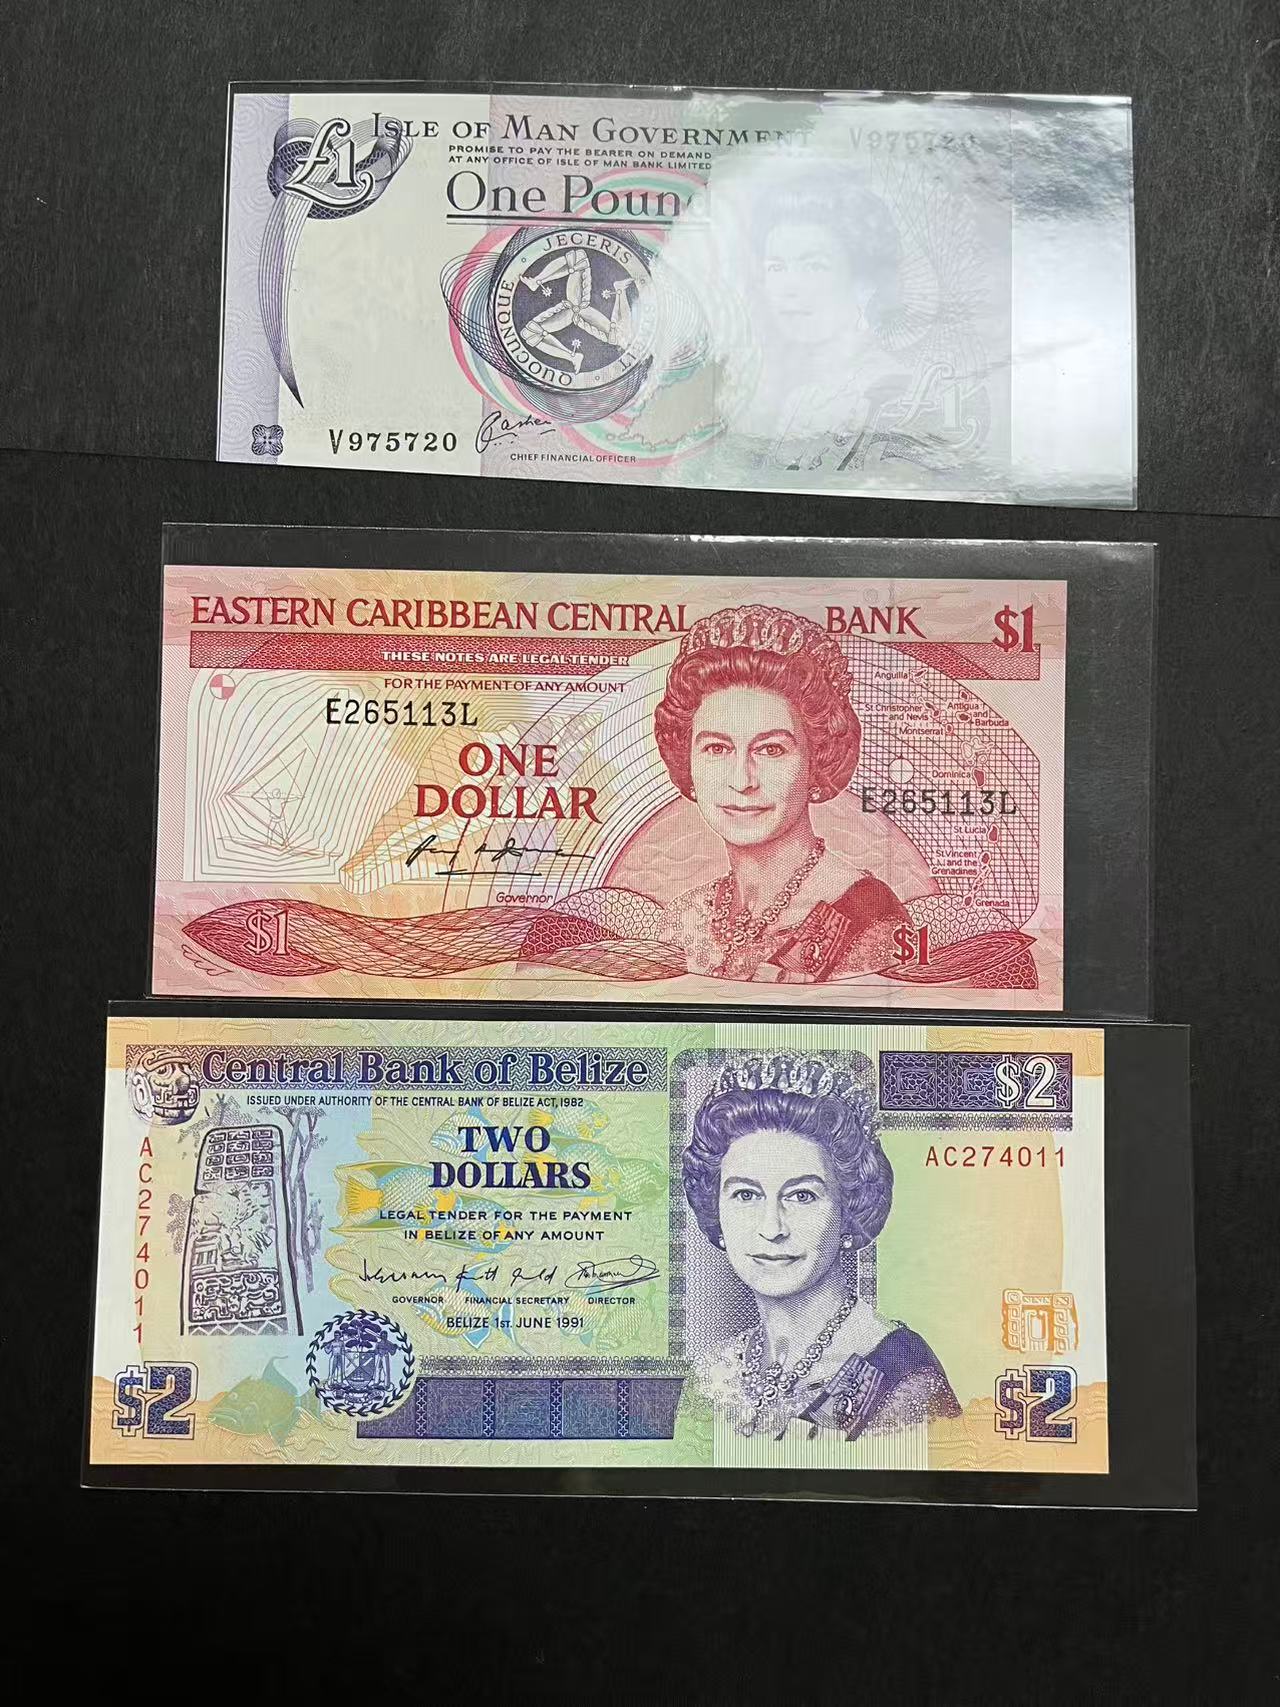 £1
ISLE OF MAN GOVERNMENT
V975720
PROMISE TO PAY THE BEARER ON DEMAND
AT ANY OFFICE OF ISLE OF MAN BANK LIMITED
One Pound
JECERIS
QUOCUNQUE
£1
V975720
CHIEF FINANCIAL OFFICER
EASTERN CARIBBEAN CENTRAL BANK $1
THESE NOTES ARE LEGAL TENDER
FOR THE PAYMENT OF ANY AMOUNT
E265113L
ONE
DOLLAR
Governor
Anguilla
St Christopher
and Nevis
Antigua
and
Barbuda
Montserrat
Dominica
E265113L
St Lucia
St Vincent
and the
Grenadines
Grenada
$1
$1
Central Bank of Belize
$2
ISSUED UNDER AUTHORITY OF THE CENTRAL BANK OF BELIZE ACT, 1982
TWO
DOLLARS
AC274011
AC274011
LEGAL TENDER FOR THE PAYMENT
IN BELIZE OF ANY AMOUNT
GOVERNOR FINANCIAL SECRETARY DIRECTOR
BELIZE 1ST. JUNE 1991
$2
$2